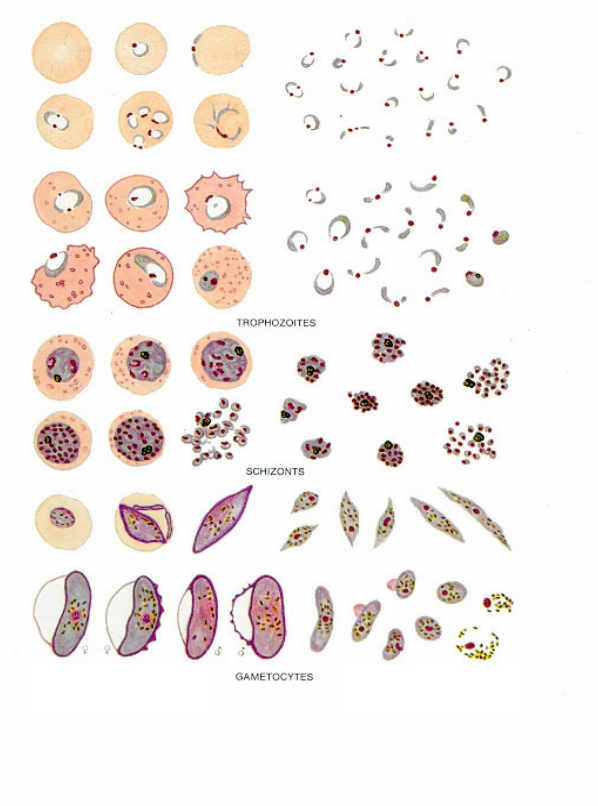 TROPHOZOITES
SCHIZONTS
♀ ♀ ♂ ♂
GAMETOCYTES